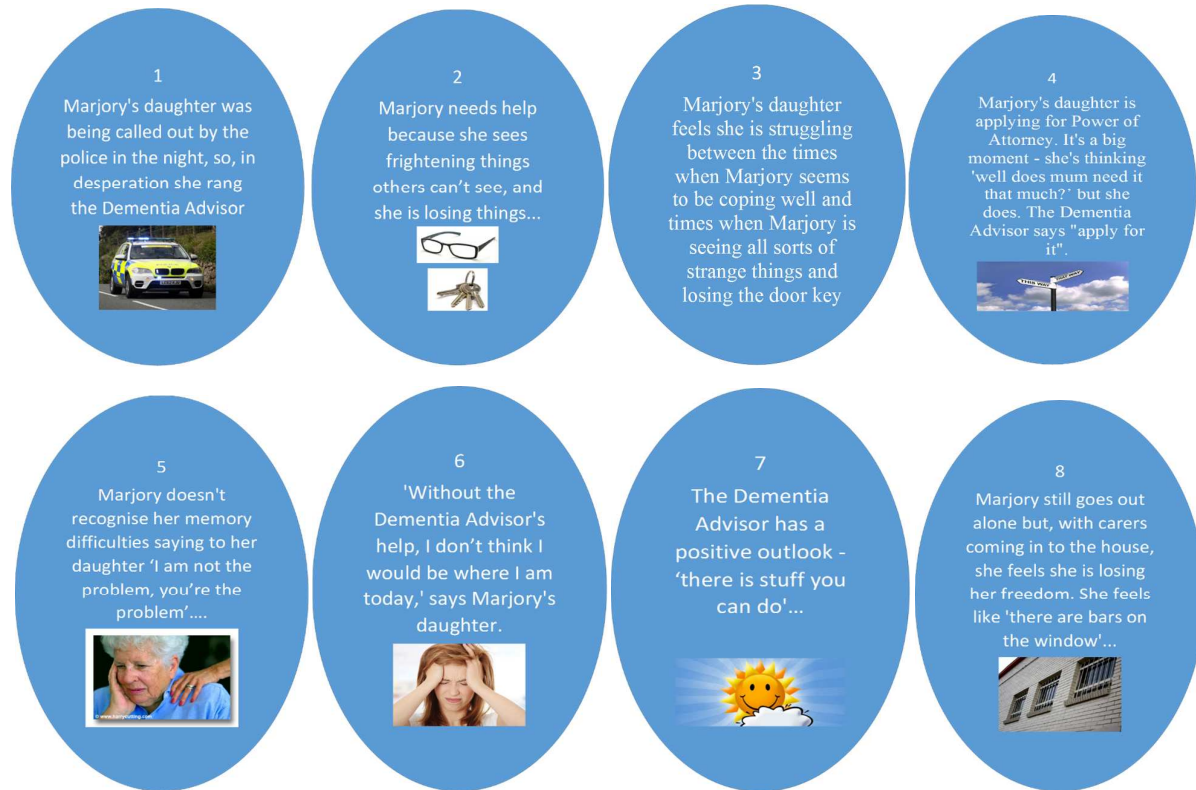 1
Marjory's daughter was
being called out by the
police in the night, so, in
desperation she rang
the Dementia Advisor
2
Marjory needs help
because she sees
frightening things
others can’t see, and
she is losing things...
3
Marjory's daughter
feels she is struggling
between the times
when Marjory seems
to be coping well and
times when Marjory is
seeing all sorts of
strange things and
losing the door key
4
Marjory's daughter is
applying for Power of
Attorney. It's a big
moment - she's thinking
'well does mum need it
that much?' but she
does. The Dementia
Advisor says "apply for
it".
THIS WAY
THAT WAY
5
Marjory doesn't
recognise her memory
difficulties saying to her
daughter ‘I am not the
problem, you’re the
problem’....
6
'Without the
Dementia Advisor's
help, I don’t think I
would be where I am
today,' says Marjory's
daughter.
7
The Dementia
Advisor has a
positive outlook -
‘there is stuff you
can do'...
8
Marjory still goes out
alone but, with carers
coming in to the house,
she feels she is losing
her freedom. She feels
like 'there are bars on
the window'...